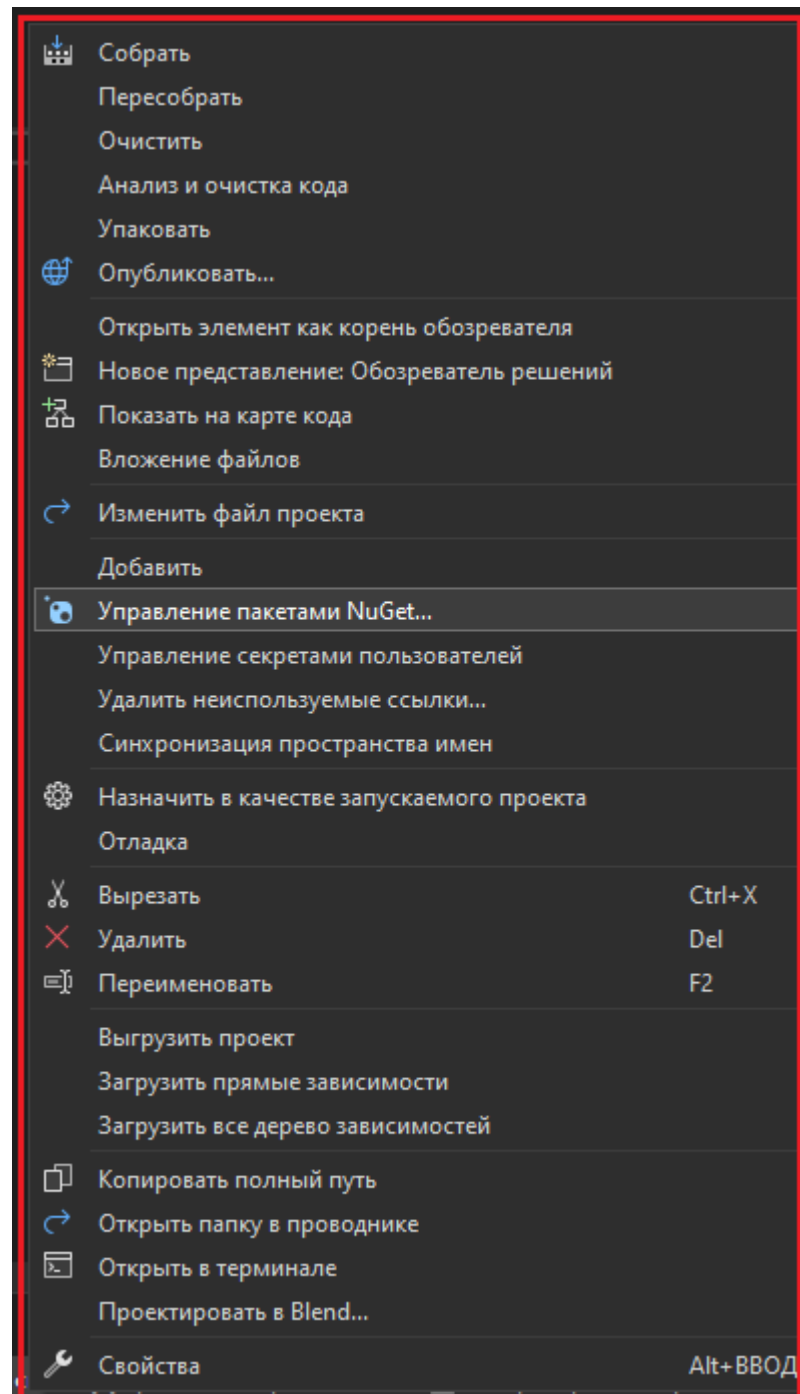 Собрать
Пересобрать
Очистить
Анализ и очистка кода
Упаковать
Опубликовать...
Открыть элемент как корень обозревателя
Новое представление: Обозреватель решений
Показать на карте кода
Вложение файлов
Изменить файл проекта
Добавить
Управление пакетами NuGet...
Управление секретами пользователей
Удалить неиспользуемые ссылки...
Синхронизация пространства имен
Назначить в качестве запускаемого проекта
Отладка
Вырезать Ctrl+X
Удалить Del
Переименовать F2
Выгрузить проект
Загрузить прямые зависимости
Загрузить все дерево зависимостей
Копировать полный путь
Открыть папку в проводнике
Открыть в терминале
Проектировать в Blend...
Свойства Alt+ВВОД